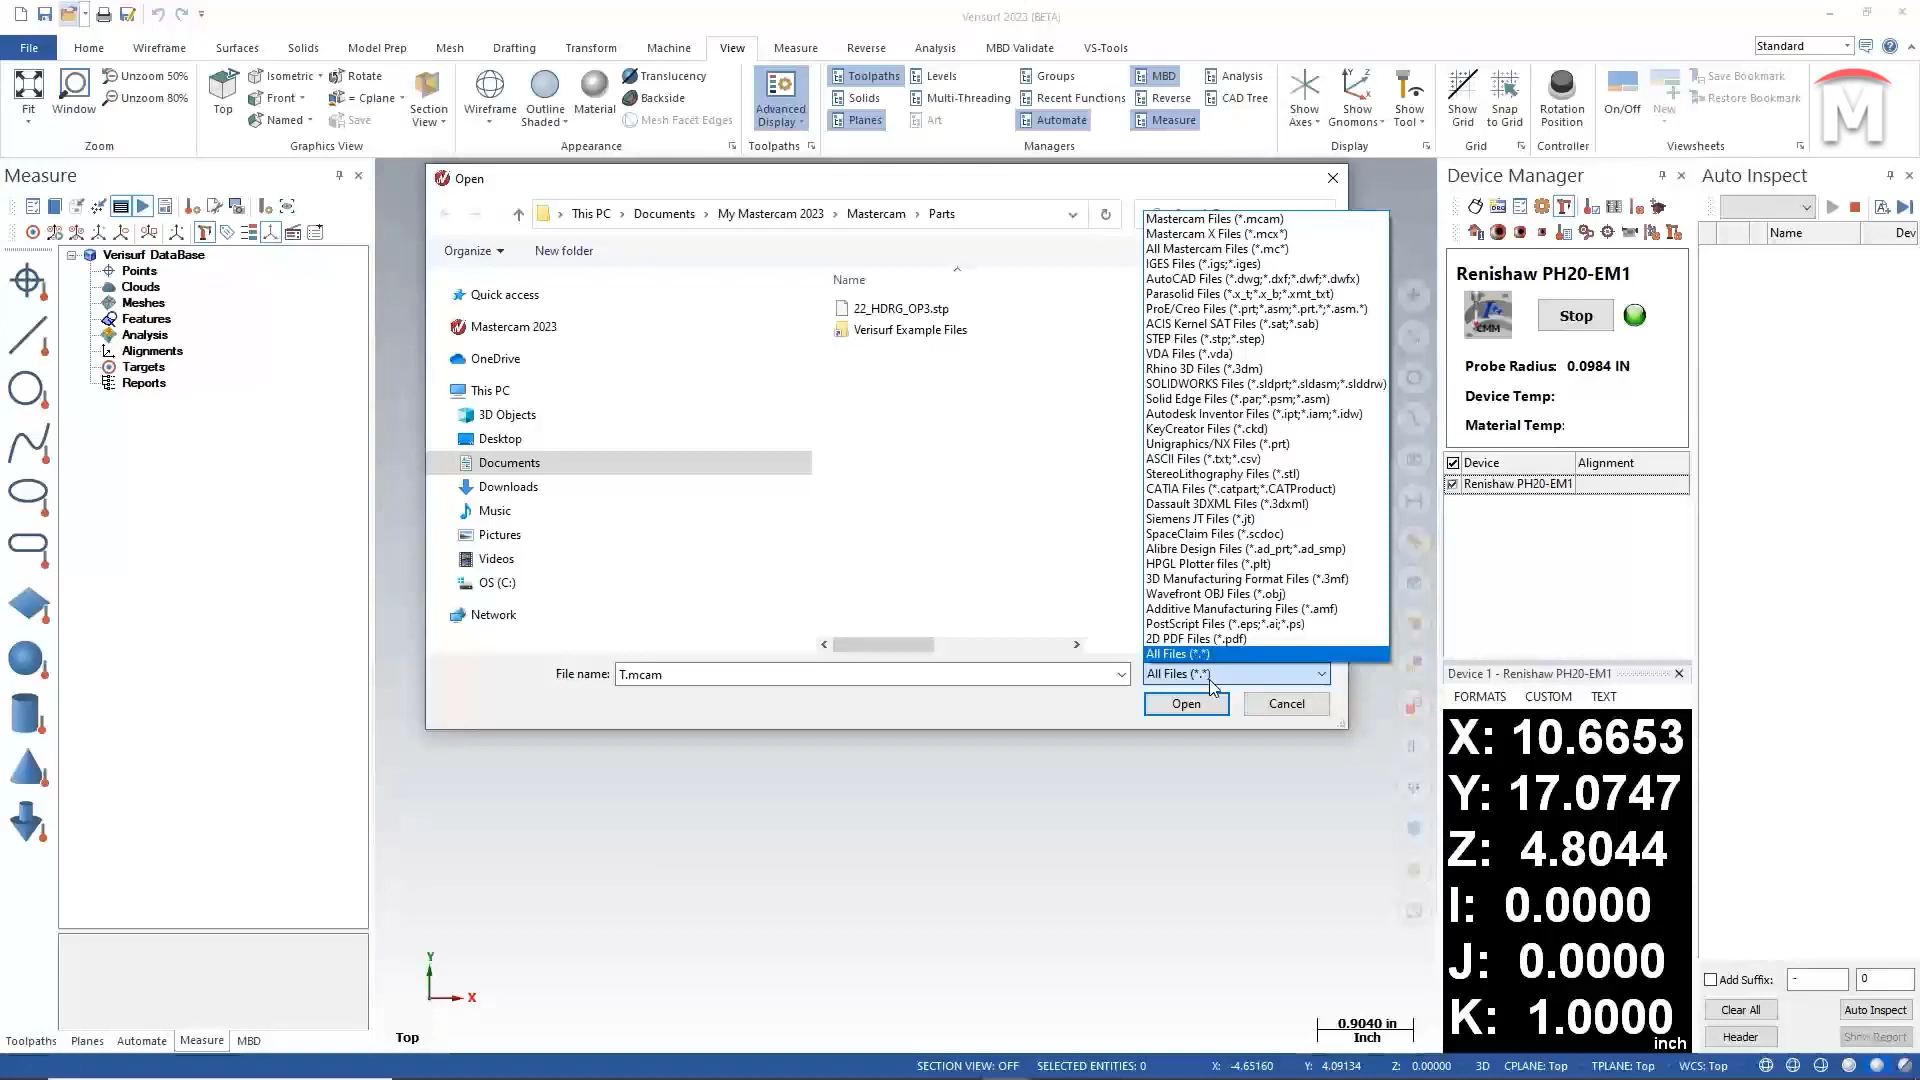 Verisurf 2023 (BETA)
File Home Wireframe Surfaces Solids Model Prep Mesh Drafting Transform Machine View Measure Reverse Analysis MBD Validate VS-Tools Standard
Fit
Window
Unzoom 50%
Unzoom 80%
Zoom
Top
Isometric
Front
Named
Rotate
= Cplane
Save
Section View
Graphics View
Wireframe
Outline Shaded
Material
Translucency
Backside
Mesh Facet Edges
Appearance
Advanced Display
Toolpaths
Toolpaths Levels Groups MBD Analysis
Solids Multi-Threading Recent Functions Reverse CAD Tree
Planes Art Automate Measure
Managers
Show Axes
Show Gnomons
Show Tool
Display
Show Grid
Snap to Grid
Grid
Rotation Position
Controller
On/Off
New
Save Bookmark
Restore Bookmark
Viewsheets
M
Measure
Verisurf DataBase
Points
Clouds
Meshes
Features
Analysis
Alignments
Targets
Reports
Toolpaths Planes Automate Measure MBD
Open
This PC > Documents > My Mastercam 2023 > Mastercam > Parts
Organize
New folder
Quick access
Mastercam 2023
OneDrive
This PC
3D Objects
Desktop
Documents
Downloads
Music
Pictures
Videos
OS (C:)
Network
Name
22_HDRG_OP3.stp
Verisurf Example Files
Mastercam Files (*.mcam)
Mastercam X Files (*.mcx*)
All Mastercam Files (*.mc*)
IGES Files (*.igs;*.iges)
AutoCAD Files (*.dwg;*.dxf;*.dwf;*.dwfx)
Parasolid Files (*.x_t;*.x_b;*.xmt_txt)
ProE/Creo Files (*.prt;*.asm;*.prt.*;*.asm.*)
ACIS Kernel SAT Files (*.sat;*.sab)
STEP Files (*.stp;*.step)
VDA Files (*.vda)
Rhino 3D Files (*.3dm)
SOLIDWORKS Files (*.sldprt;*.sldasm;*.slddrw)
Solid Edge Files (*.par;*.psm;*.asm)
Autodesk Inventor Files (*.ipt;*.iam;*.idw)
KeyCreator Files (*.ckd)
Unigraphics/NX Files (*.prt)
ASCII Files (*.txt;*.csv)
StereoLithography Files (*.stl)
CATIA Files (*.catpart;*.CATProduct)
Dassault 3DXML Files (*.3dxml)
Siemens JT Files (*.jt)
SpaceClaim Files (*.scdoc)
Alibre Design Files (*.ad_prt;*.ad_smp)
HPGL Plotter files (*.plt)
3D Manufacturing Format Files (*.3mf)
Wavefront OBJ Files (*.obj)
Additive Manufacturing Files (*.amf)
PostScript Files (*.eps;*.ai;*.ps)
2D PDF Files (*.pdf)
All Files (*.*)
File name: T.mcam
All Files (*.*)
Open
Cancel
Y
X
Top
0.9040 in
Inch
Device Manager
Renishaw PH20-EM1
CMM
Stop
Probe Radius: 0.0984 IN
Device Temp:
Material Temp:
Device Alignment
Renishaw PH20-EM1
Device 1 - Renishaw PH20-EM1
FORMATS CUSTOM TEXT
X: 10.6653
Y: 17.0747
Z: 4.8044
I: 0.0000
J: 0.0000
K: 1.0000
inch
Auto Inspect
Name Dev
Add Suffix: - 0
Clear All Auto Inspect
Header Show Report
SECTION VIEW: OFF SELECTED ENTITIES: 0 X: -4.65160 Y: 4.09134 Z: 0.00000 3D CPLANE: Top TPLANE: Top WCS: Top